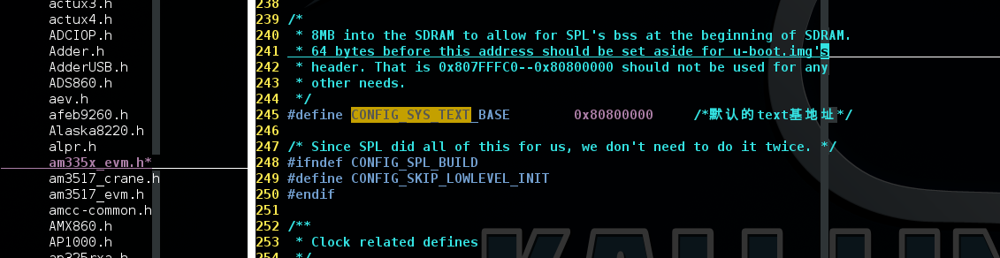 actux3.h
actux4.h
ADCIOP.h
Adder.h
AdderUSB.h
ADS860.h
aev.h
afeb9260.h
Alaska8220.h
alpr.h
am335x_evm.h*
am3517_crane.h
am3517_evm.h
amcc-common.h
AMX860.h
AP1000.h
ap325rxa.h
238
239 /*
240  * 8MB into the SDRAM to allow for SPL's bss at the beginning of SDRAM.
241  * 64 bytes before this address should be set aside for u-boot.img's
242  * header. That is 0x807FFFC0--0x80800000 should not be used for any
243  * other needs.
244  */
245 #define CONFIG_SYS_TEXT_BASE        0x80800000     /*默认的text基地址*/
246
247 /* Since SPL did all of this for us, we don't need to do it twice. */
248 #ifndef CONFIG_SPL_BUILD
249 #define CONFIG_SKIP_LOWLEVEL_INIT
250 #endif
251
252 /**
253  * Clock related defines
254  */